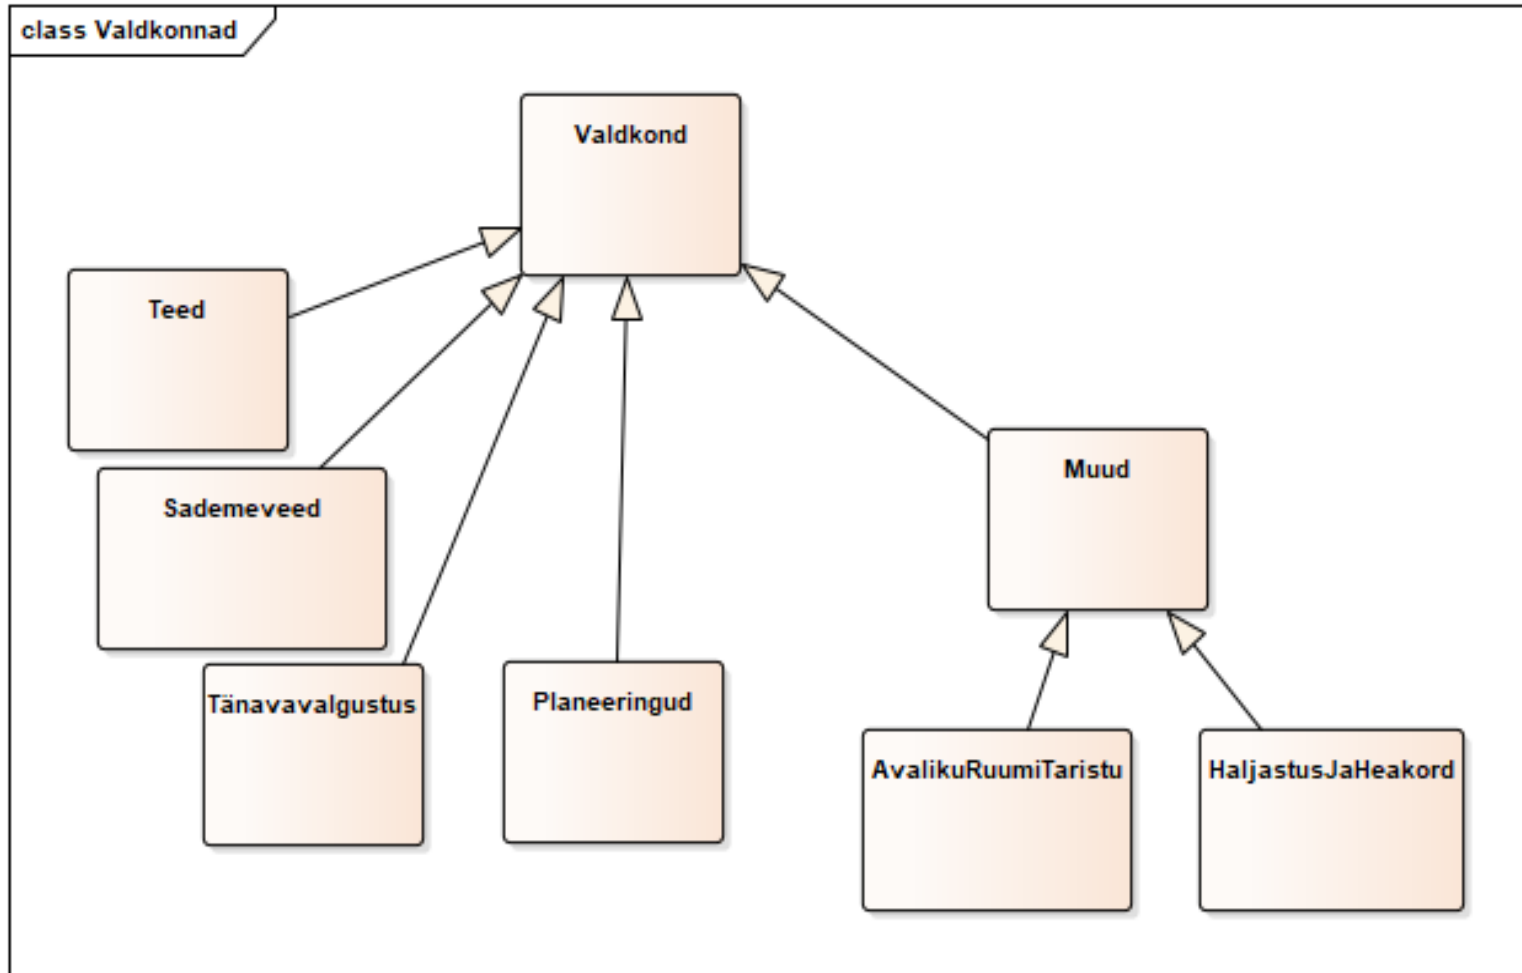 class Valdkonnad
Valdkond
Teed
Sademeveed
Tänavavalgustus
Planeeringud
Muud
AvalikuRuumiTaristu
HaljastusJaHeakord